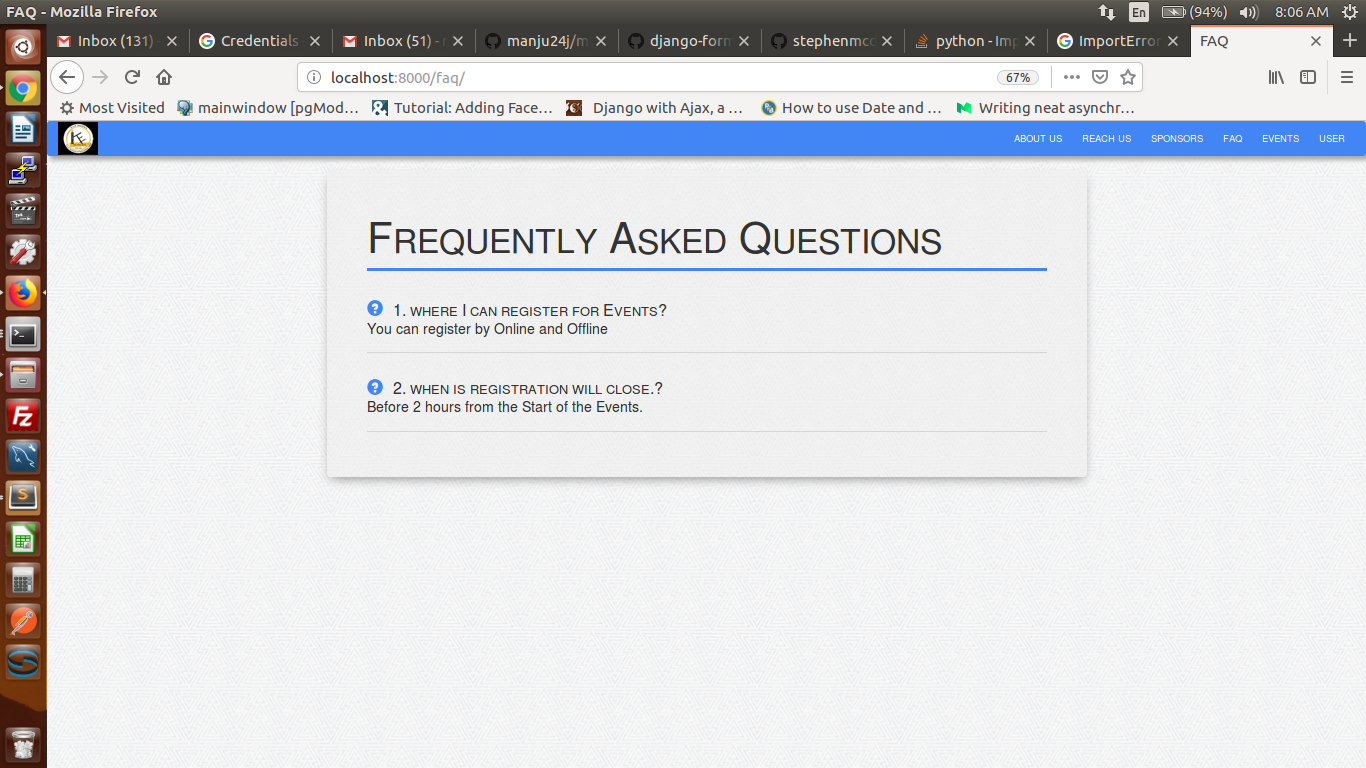 FAQ - Mozilla Firefox
En (94%) 8:06 AM
Inbox (131) - Credentials Inbox (51) - manju24j/m django-form stephenmcc python - Imp ImportError FAQ
localhost:8000/faq/ 67%
Most Visited mainwindow [pgMod… Tutorial: Adding Face… Django with Ajax, a … How to use Date and … Writing neat asynchr…
ABOUT US REACH US SPONSORS FAQ EVENTS USER
Frequently Asked Questions
1. where I can register for Events?
You can register by Online and Offline
2. when is registration will close.?
Before 2 hours from the Start of the Events.